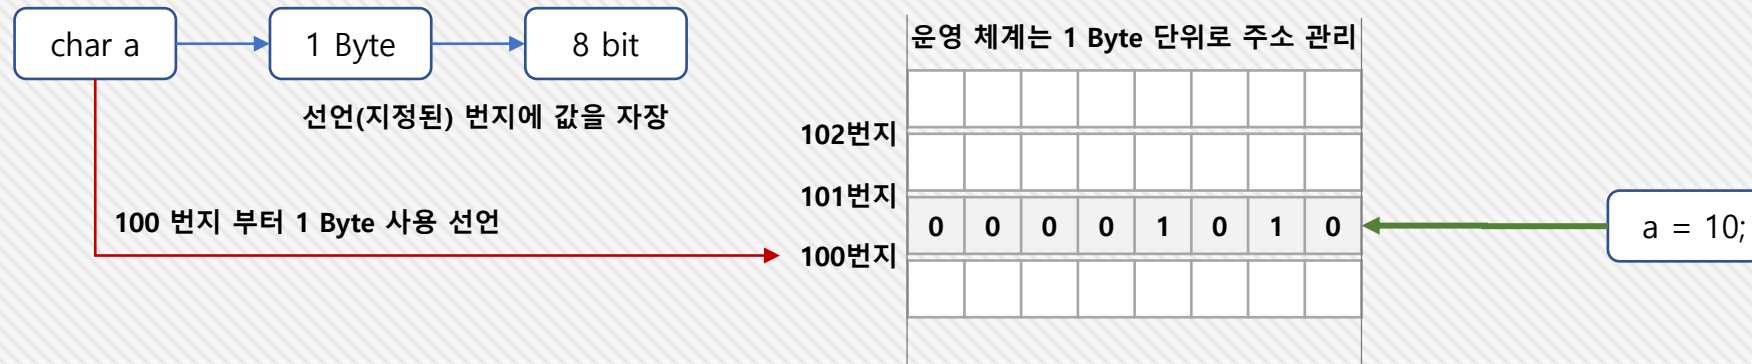 char a
1 Byte
8 bit
운영 체계는 1 Byte 단위로 주소 관리
선언(지정된) 번지에 값을 자장
102번지
101번지
100 번지 부터 1 Byte 사용 선언
0 0 0 0 1 0 1 0
a = 10;
100번지